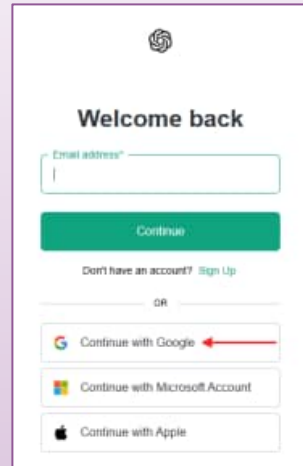 Welcome back
Email address*
Continue
Don't have an account? Sign Up
OR
Continue with Google
Continue with Microsoft Account
Continue with Apple